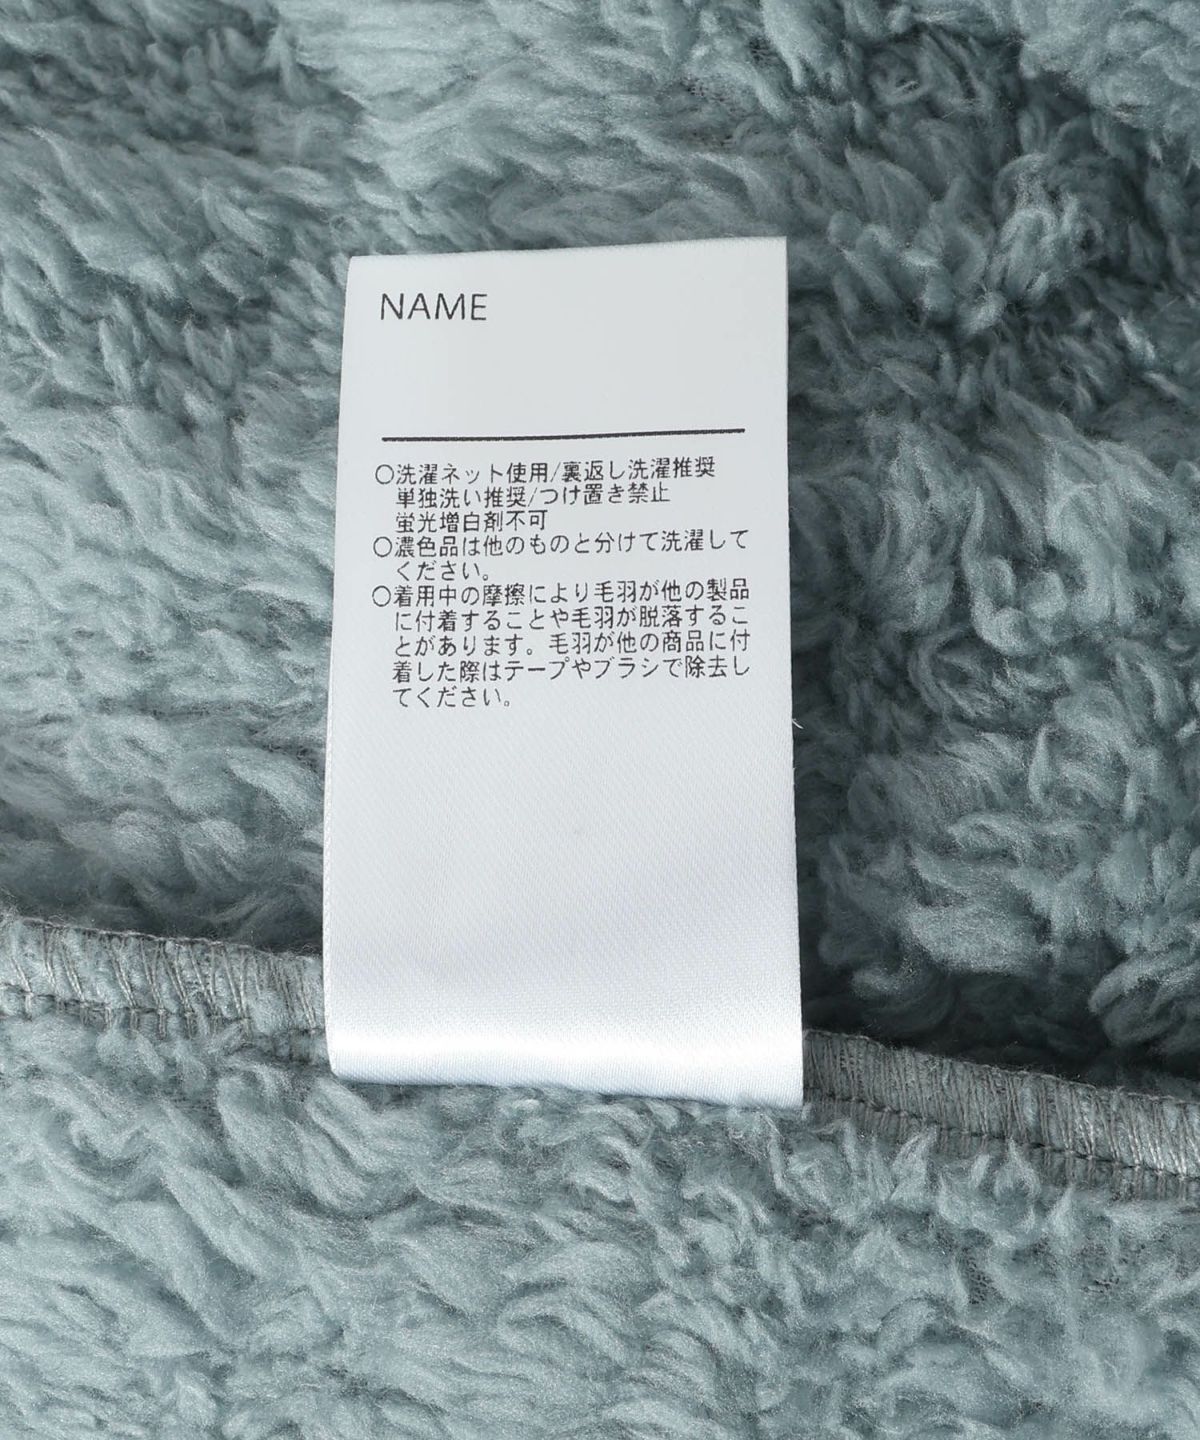 NAME
○洗濯ネット使用/裏返し洗濯推奨
単独洗い推奨/つけ置き禁止
蛍光増白剤不可
○濃色品は他のものと分けて洗濯して
ください。
○着用中の摩擦により毛羽が他の製品
に付着することや毛羽が脱落するこ
とがあります。毛羽が他の商品に付
着した際はテープやブラシで除去し
てください。